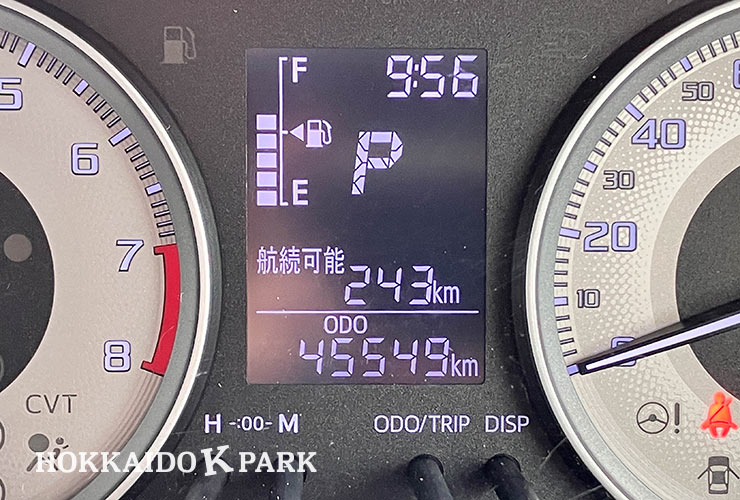 F
9:56
P
E
航続可能
243km
ODO
45549km
5
6
7
8
CVT
50
40
30
20
10
0
H -:00- M
ODO/TRIP DISP
!
HOKKAIDO K PARK